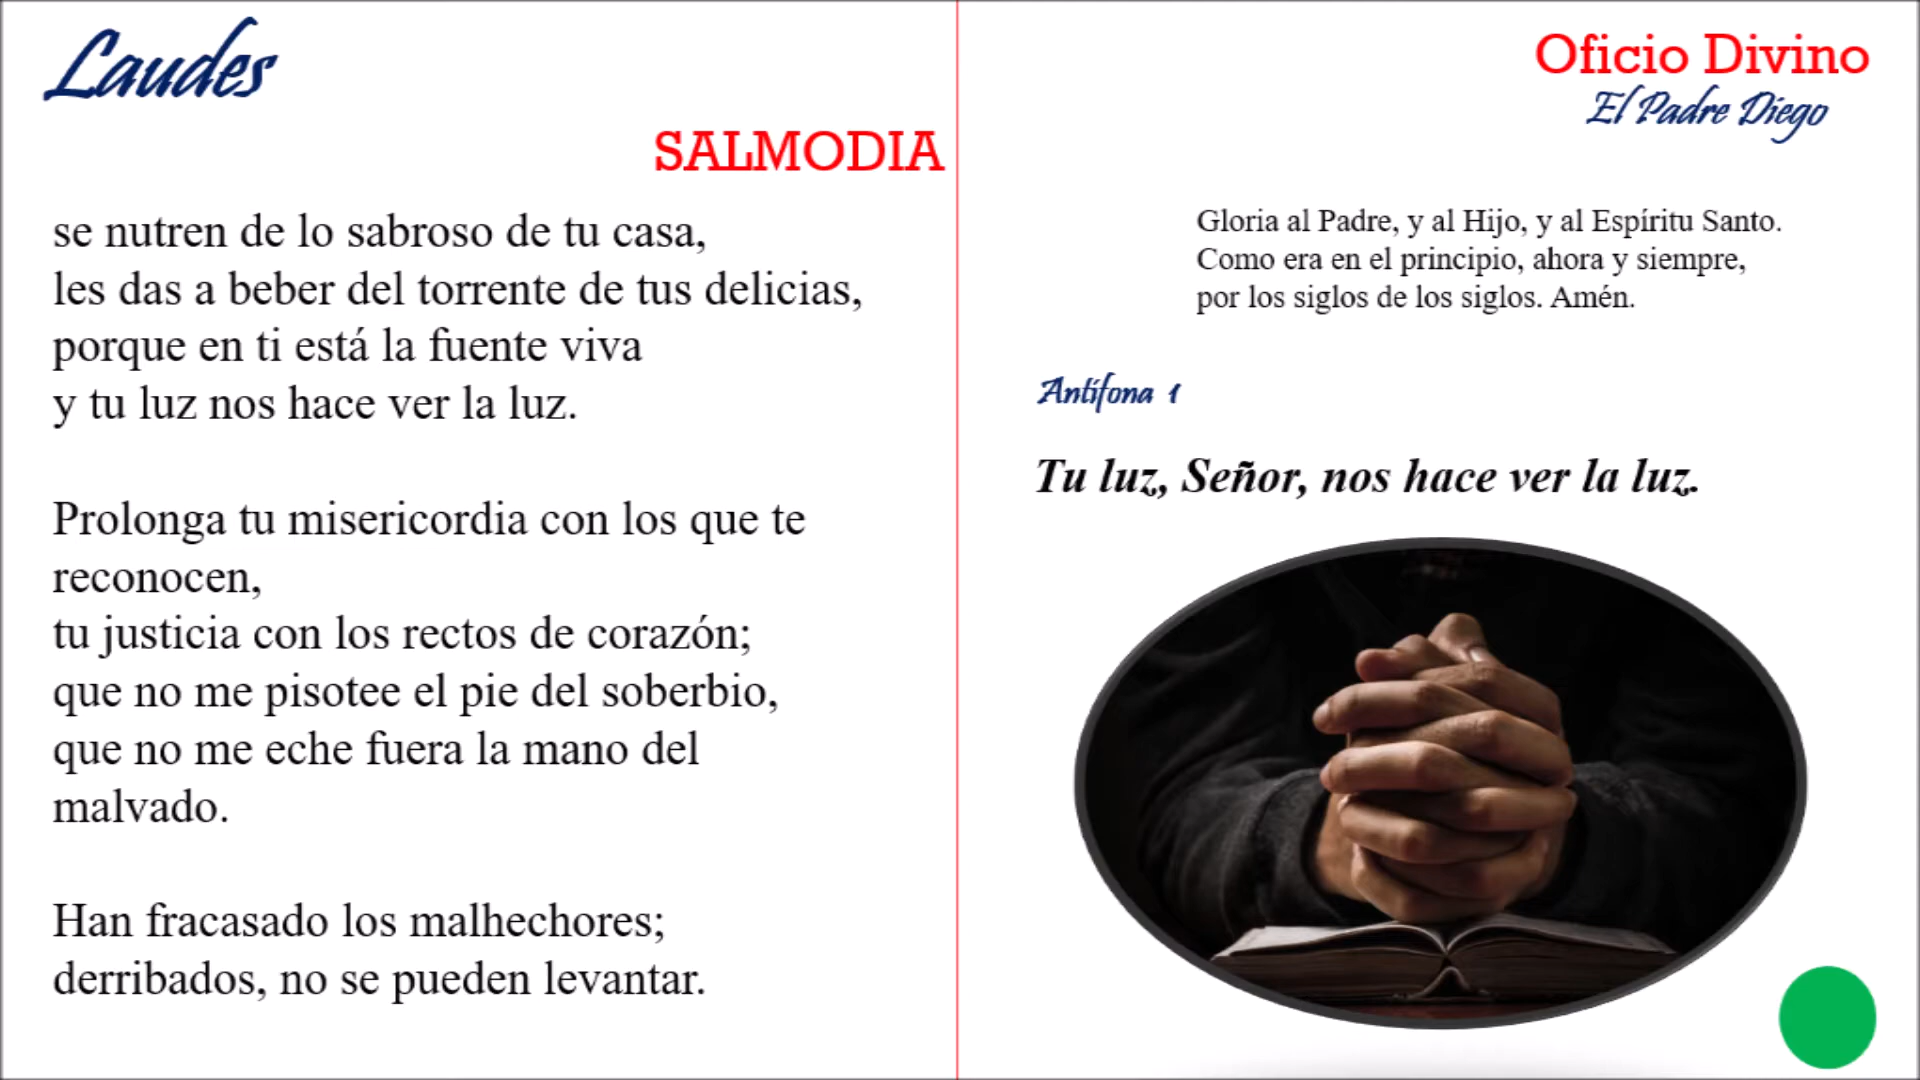 Laudes
SALMODIA
se nutren de lo sabroso de tu casa,
les das a beber del torrente de tus delicias,
porque en ti está la fuente viva
y tu luz nos hace ver la luz.
Prolonga tu misericordia con los que te
reconocen,
tu justicia con los rectos de corazón;
que no me pisotee el pie del soberbio,
que no me eche fuera la mano del
malvado.
Han fracasado los malhechores;
derribados, no se pueden levantar.
Oficio Divino
El Padre Diego
Gloria al Padre, y al Hijo, y al Espíritu Santo.
Como era en el principio, ahora y siempre,
por los siglos de los siglos. Amén.
Antífona 1
Tu luz, Señor, nos hace ver la luz.